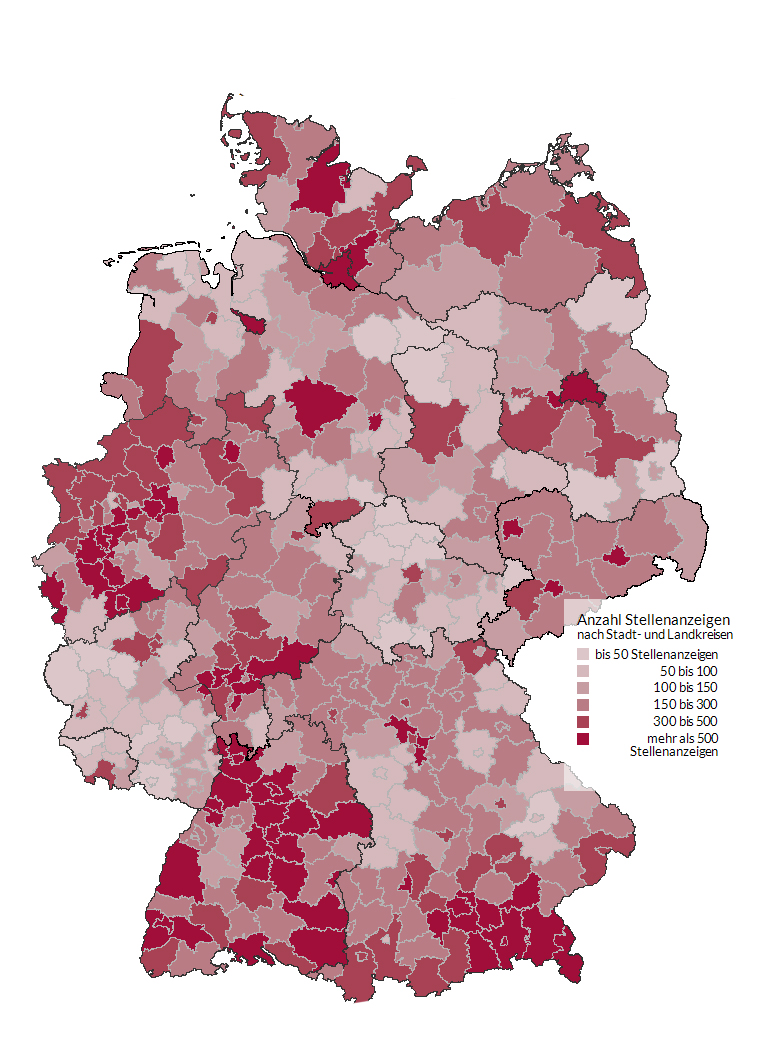 Anzahl Stellenanzeigen
nach Stadt- und Landkreisen
bis 50 Stellenanzeigen
50 bis 100
100 bis 150
150 bis 300
300 bis 500
mehr als 500
Stellenanzeigen